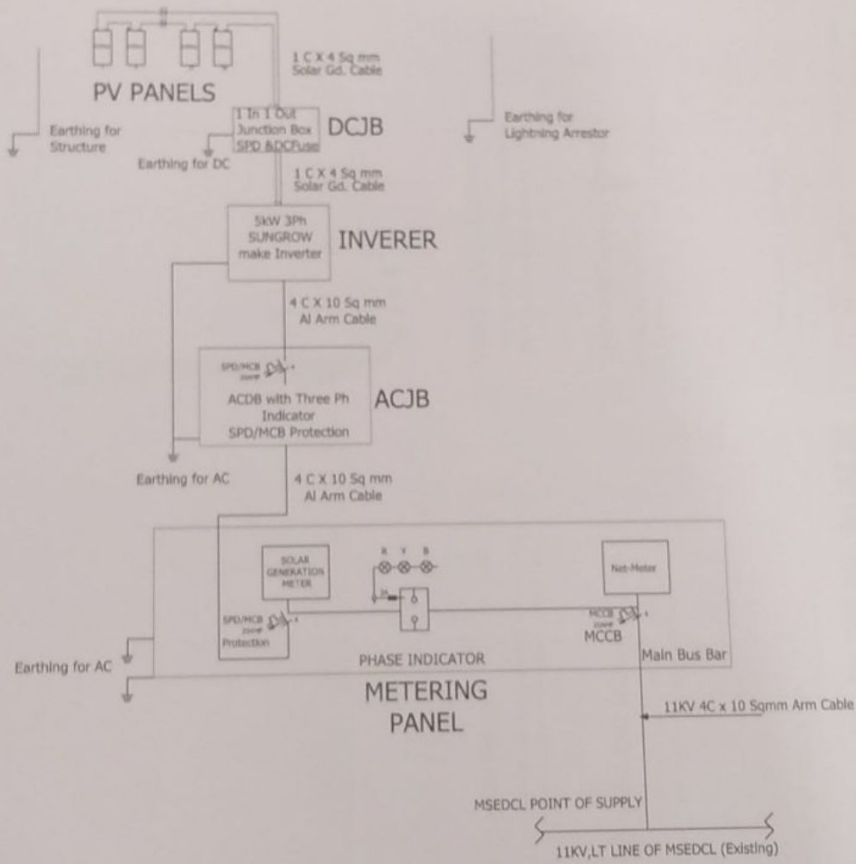 1 C X 4 Sq mm
Solar Gd. Cable
PV PANELS
Earthing for
Structure
1 In 1 Out
Junction Box
SPD &DCFuse
DCJB
Earthing for DC
Earthing for
Lightning Arrestor
1 C X 4 Sq mm
Solar Gd. Cable
5kW 3Ph
SUNGROW
make Inverter
INVERER
4 C X 10 Sq mm
Al Arm Cable
SPD/MCB
ACDB with Three Ph
Indicator
SPD/MCB Protection
ACJB
Earthing for AC
4 C X 10 Sq mm
Al Arm Cable
SOLAR
GENERATION
METER
R Y B
Net-Meter
SPD/MCB
Protection
MCCB
MCCB
PHASE INDICATOR
Main Bus Bar
Earthing for AC
METERING
PANEL
11KV 4C x 10 Sqmm Arm Cable
MSEDCL POINT OF SUPPLY
11KV,LT LINE OF MSEDCL (Existing)